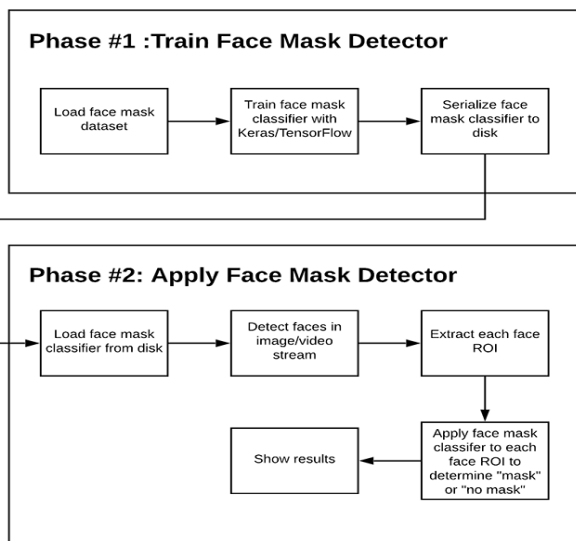 Phase #1 :Train Face Mask Detector
Load face mask
dataset
Train face mask
classifier with
Keras/TensorFlow
Serialize face
mask classifier to
disk
Phase #2: Apply Face Mask Detector
Load face mask
classifier from disk
Detect faces in
image/video
stream
Extract each face
ROI
Apply face mask
classifer to each
face ROI to
determine "mask"
or "no mask"
Show results